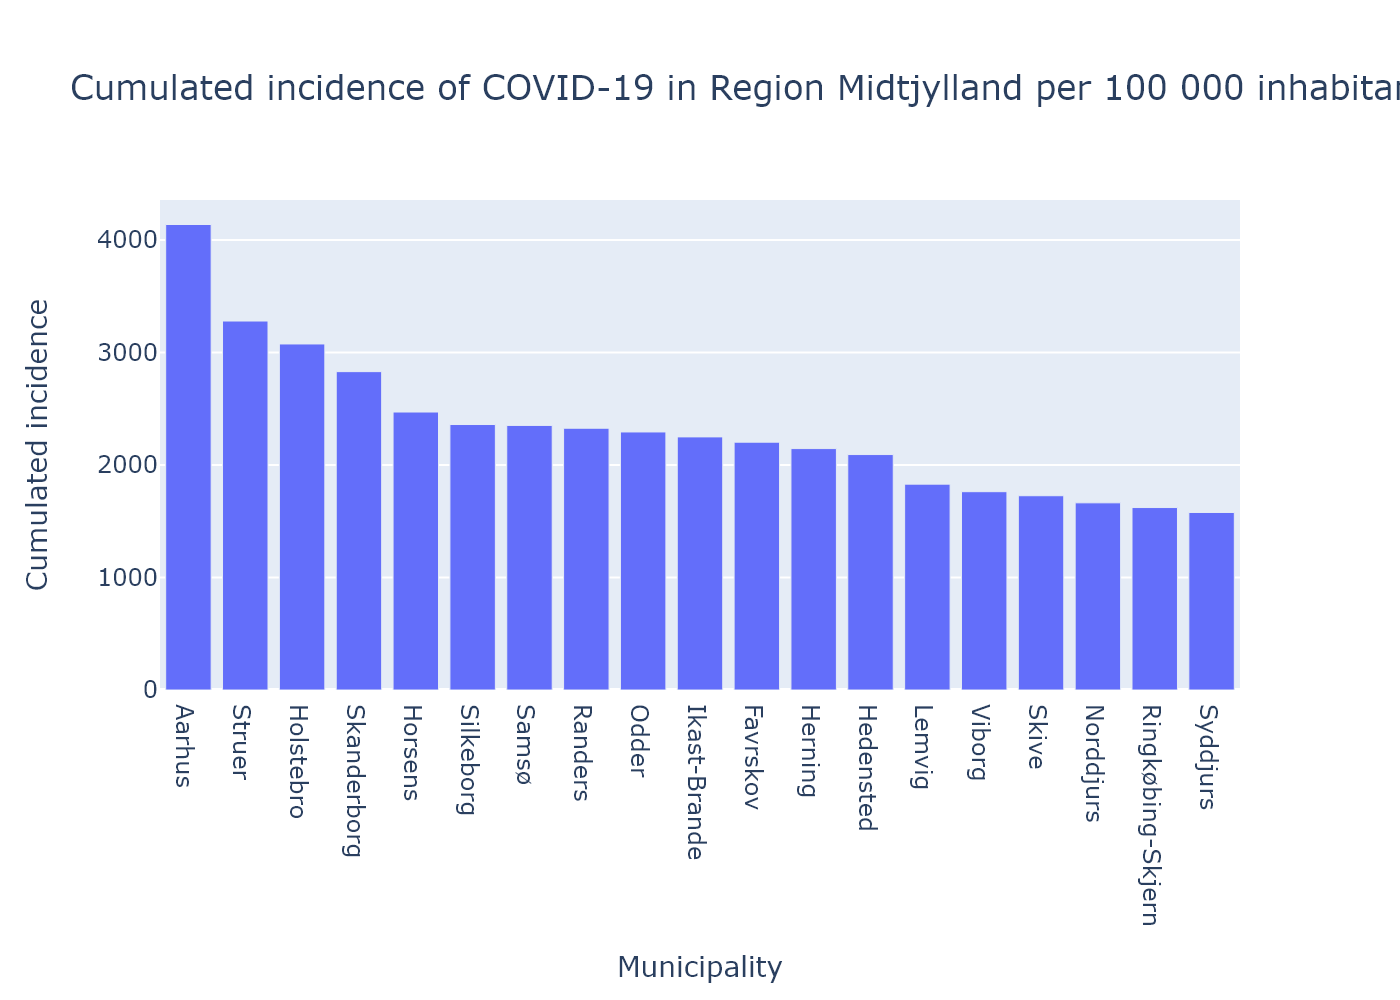 Cumulated incidence of COVID-19 in Region Midtjylland per 100 000 inhabitar
4000
3000
2000
1000
0
Cumulated incidence
Aarhus
Struer
Holstebro
Skanderborg
Horsens
Silkeborg
Samsø
Randers
Odder
Ikast-Brande
Favrskov
Herning
Hedensted
Lemvig
Viborg
Skive
Norddjurs
Ringkøbing-Skjern
Syddjurs
Municipality